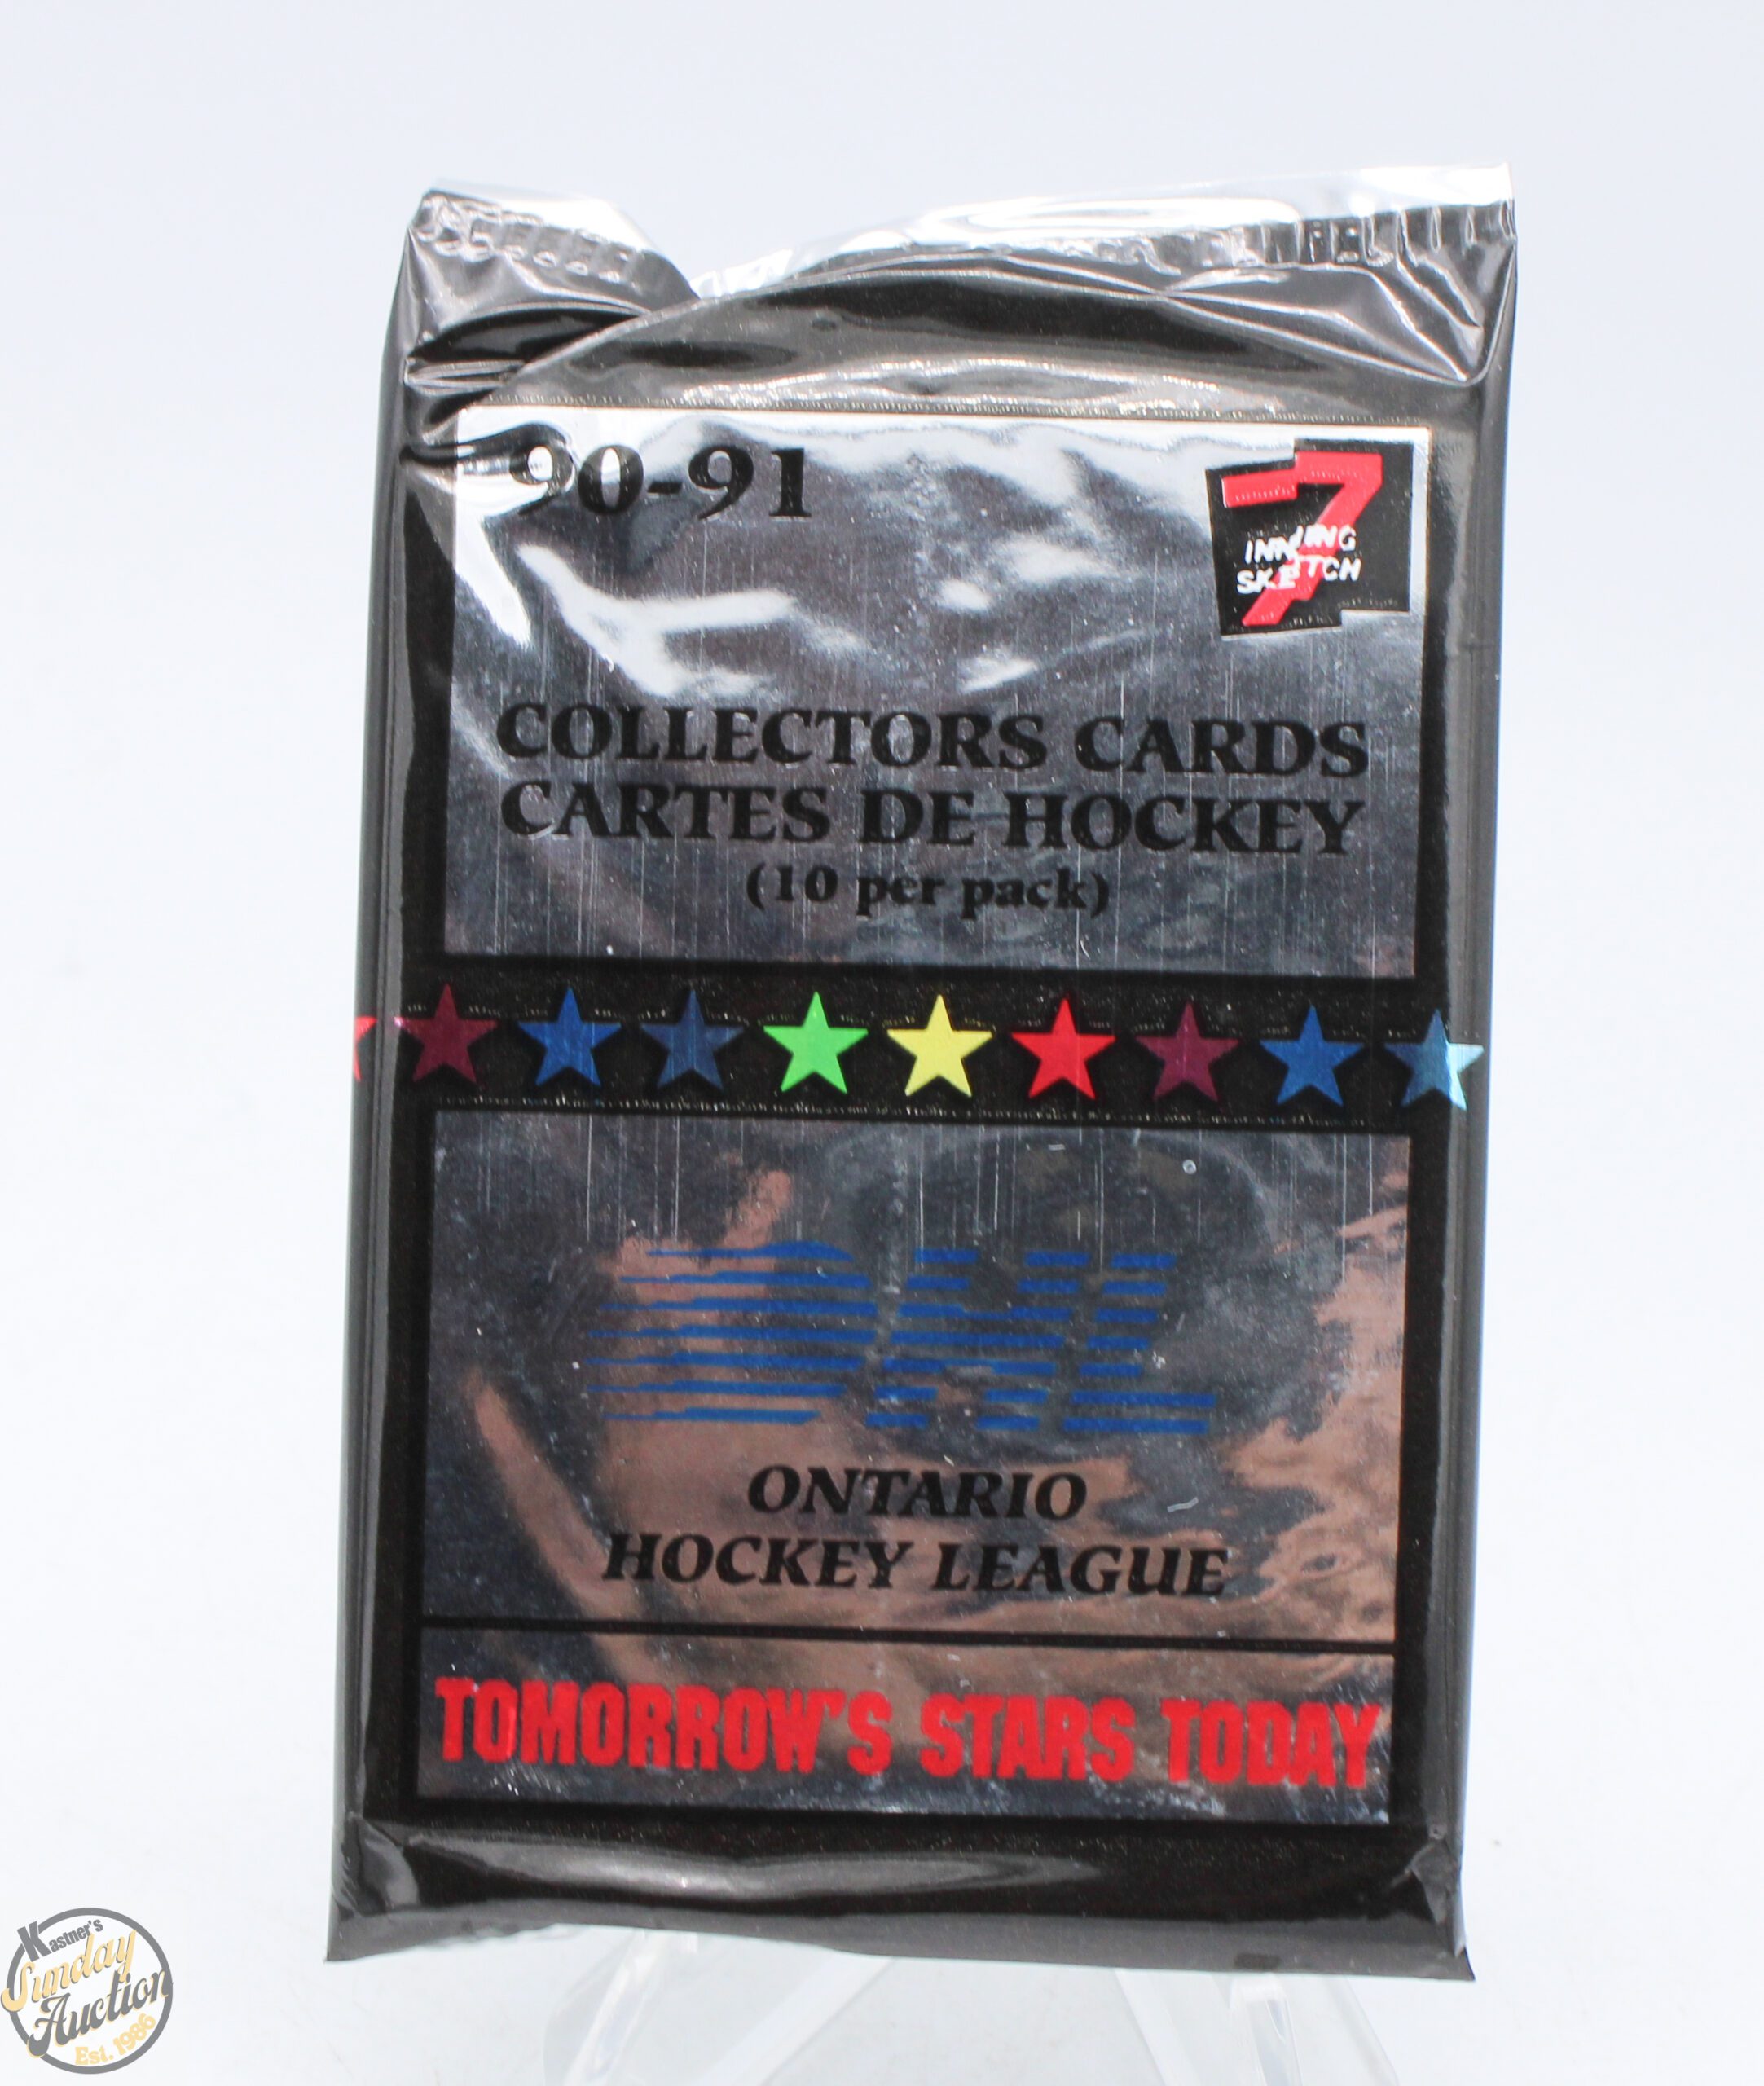 90-91
7
INNING
SKETCH
COLLECTORS CARDS
CARTES DE HOCKEY
(10 per pack)
OHL
ONTARIO
HOCKEY LEAGUE
TOMORROW'S STARS TODAY
Kastner's
Sunday
Auction
Est. 1986